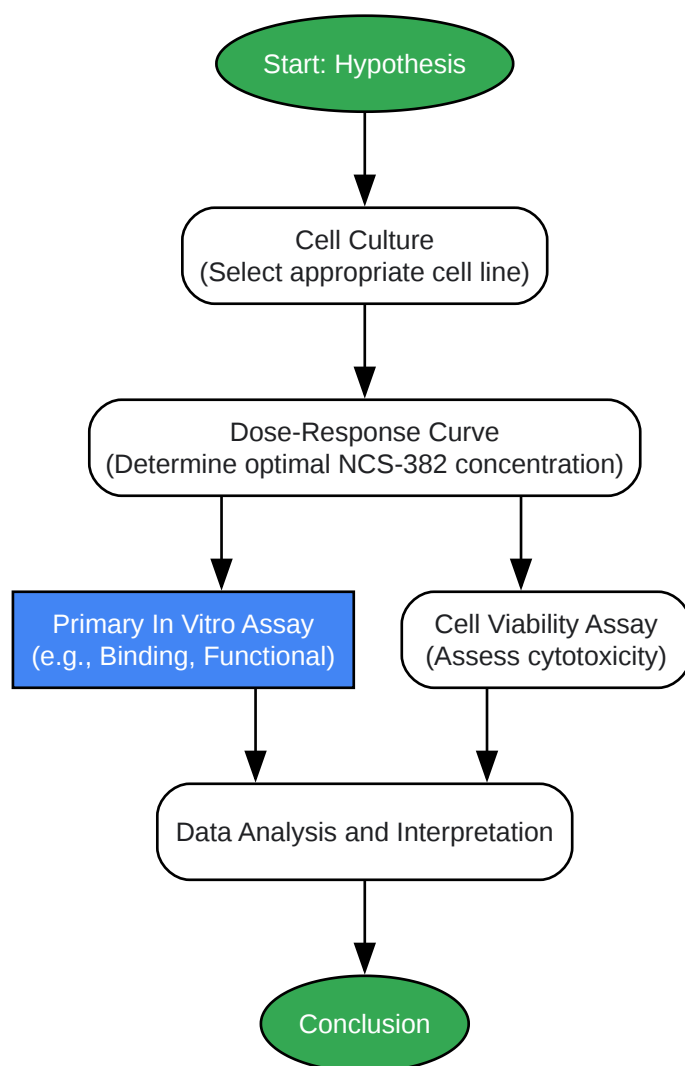 Start: Hypothesis
Cell Culture
(Select appropriate cell line)
Dose-Response Curve
(Determine optimal NCS-382 concentration)
Primary In Vitro Assay
(e.g., Binding, Functional)
Cell Viability Assay
(Assess cytotoxicity)
Data Analysis and Interpretation
Conclusion